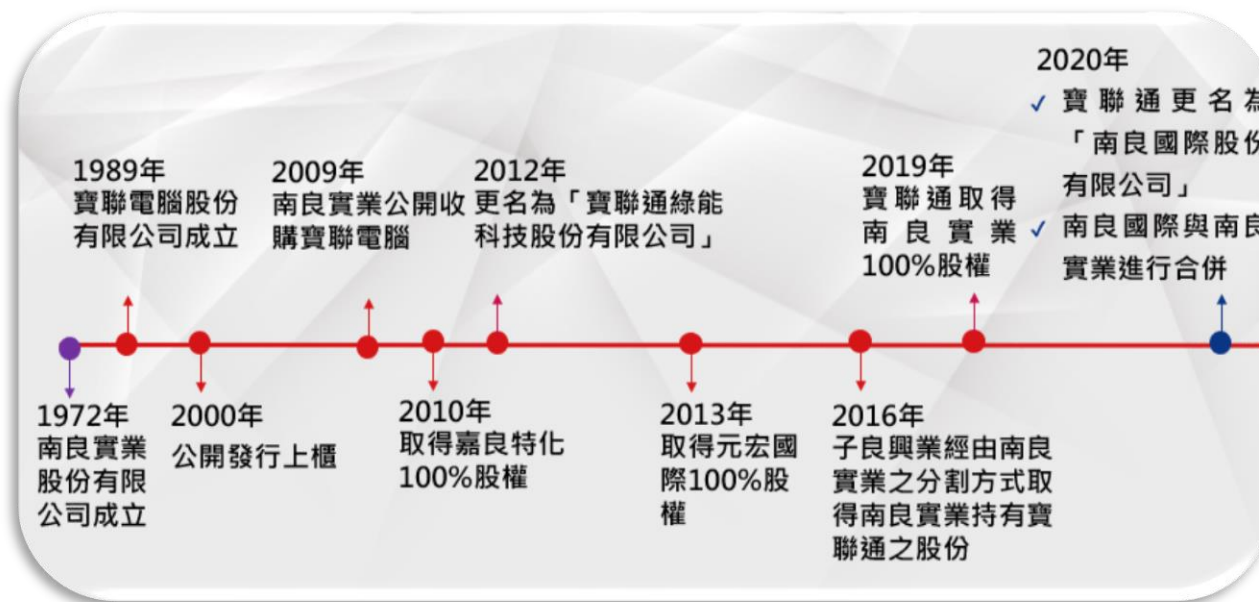 1989年
寶聯電腦股份
有限公司成立
2009年
南良實業公開收
購寶聯電腦
2012年
更名為「寶聯通綠能
科技股份有限公司」
2019年
寶聯通取得
南良實業
100%股權
2020年
✓ 寶聯通更名為
「南良國際股份
有限公司」
✓ 南良國際與南良
實業進行合併
1972年
南良實業
股份有限
公司成立
2000年
公開發行上櫃
2010年
取得嘉良特化
100%股權
2013年
取得元宏國
際100%股
權
2016年
子良興業經由南良
實業之分割方式取
得南良實業持有寶
聯通之股份